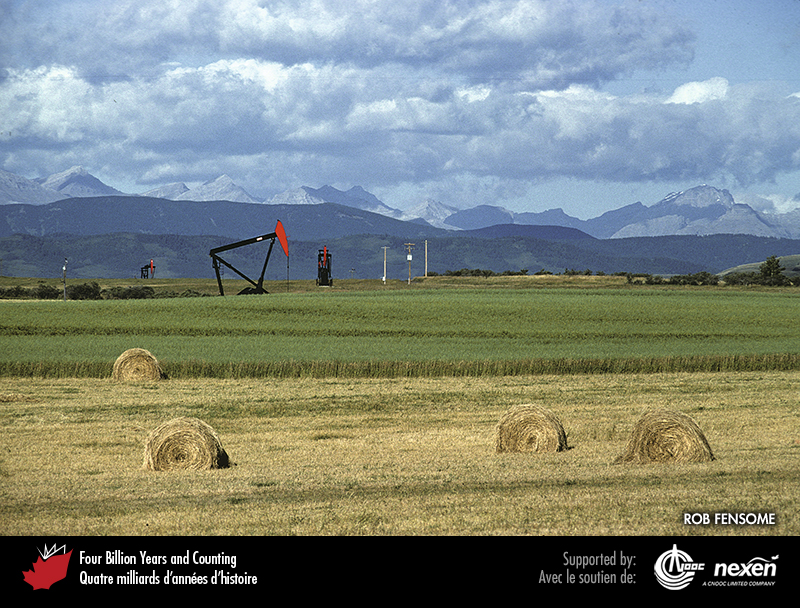 ROB FENSOME
Four Billion Years and Counting
Quatre milliards d'années d'histoire
Supported by:
Avec le soutien de:
CNOOC
nexen
A CNOOC LIMITED COMPANY